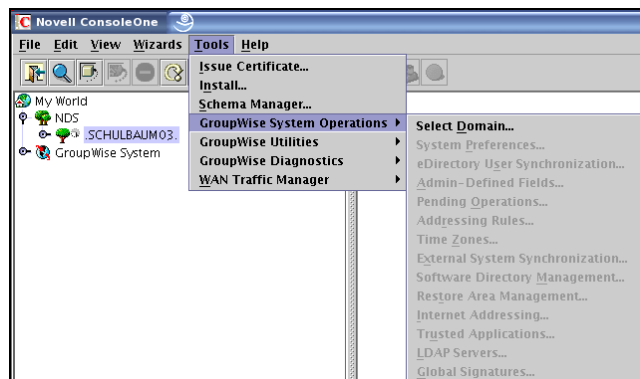 Novell ConsoleOne
File Edit View Wizards Tools Help
Issue Certificate...
Install...
Schema Manager...
GroupWise System Operations
GroupWise Utilities
GroupWise Diagnostics
WAN Traffic Manager
My World
NDS
.SCHULBAUM03.
GroupWise System
Select Domain...
System Preferences...
eDirectory User Synchronization...
Admin-Defined Fields...
Pending Operations...
Addressing Rules...
Time Zones...
External System Synchronization...
Software Directory Management...
Restore Area Management...
Internet Addressing...
Trusted Applications...
LDAP Servers...
Global Signatures...